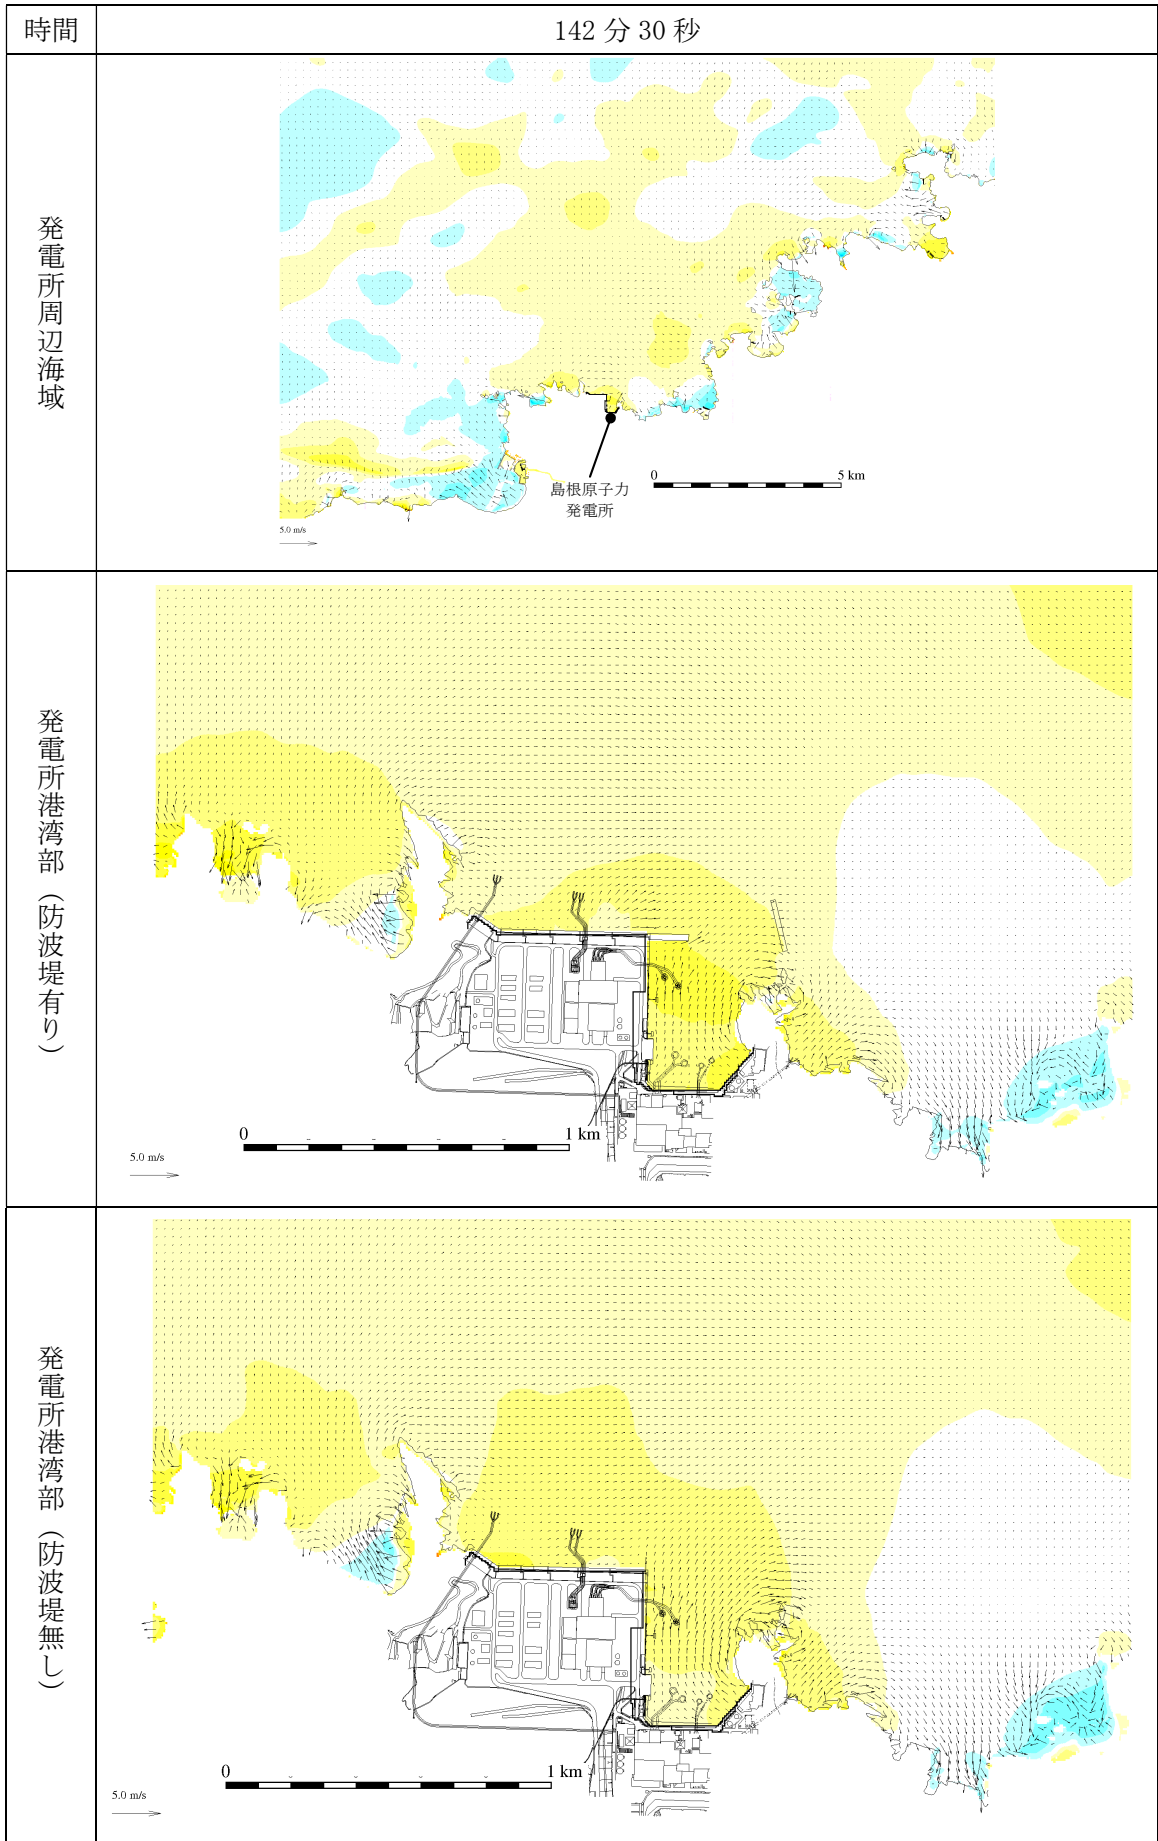 時間
142 分 30 秒
発電所周辺海域
島根原子力
発電所
0 5 km
5.0 m/s
発電所港湾部（防波堤有り）
0 1 km
5.0 m/s
発電所港湾部（防波堤無し）
0 1 km
5.0 m/s